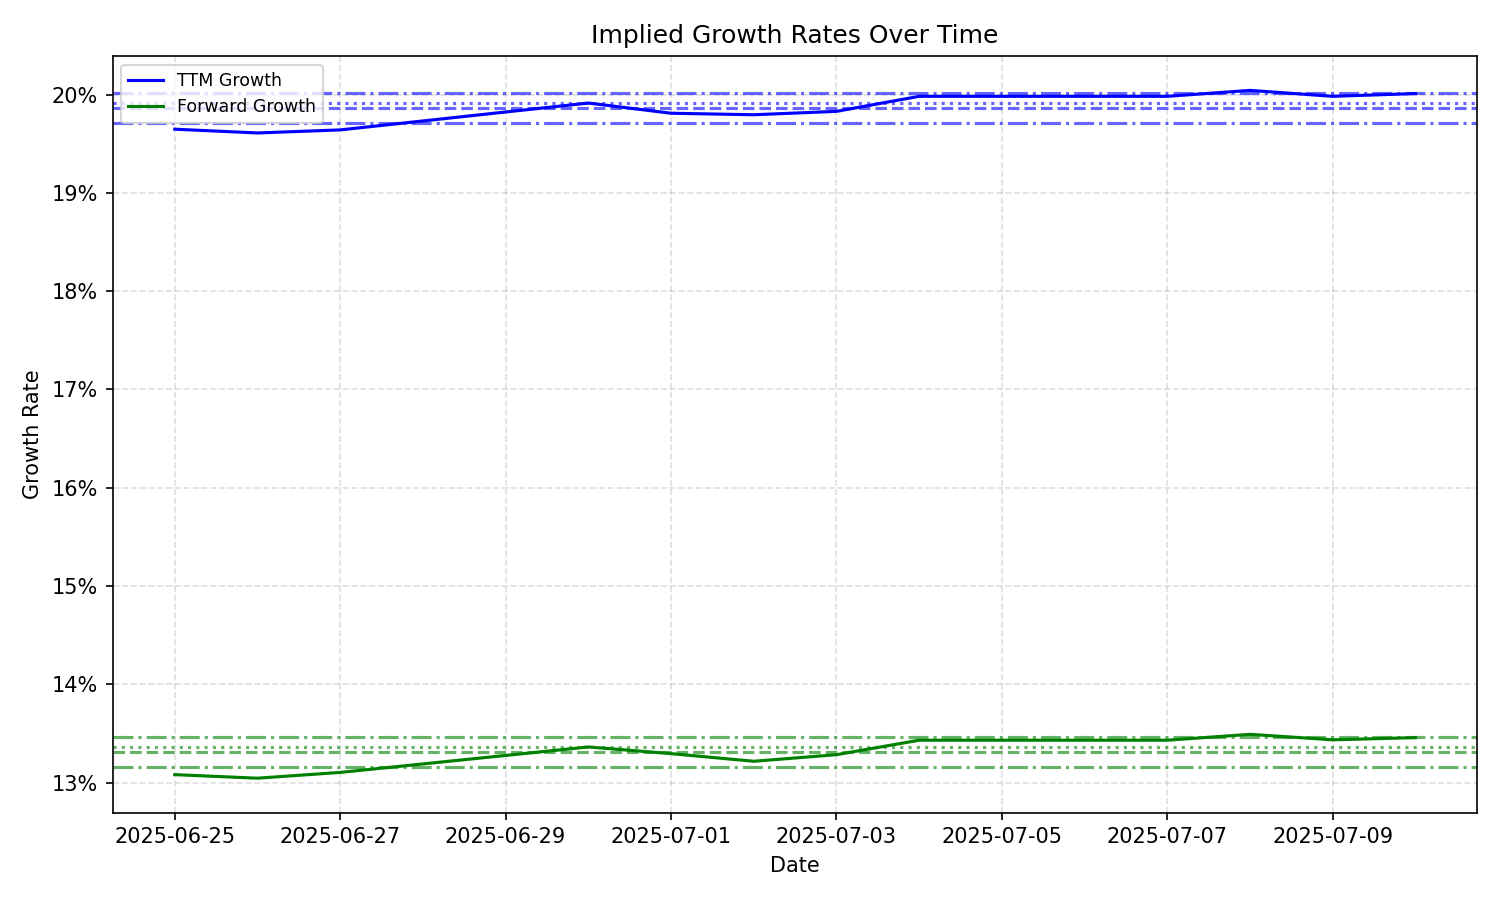 Implied Growth Rates Over Time
TTM Growth
Forward Growth
20%
19%
18%
17%
16%
15%
14%
13%
Growth Rate
2025-06-25 2025-06-27 2025-06-29 2025-07-01 2025-07-03 2025-07-05 2025-07-07 2025-07-09
Date